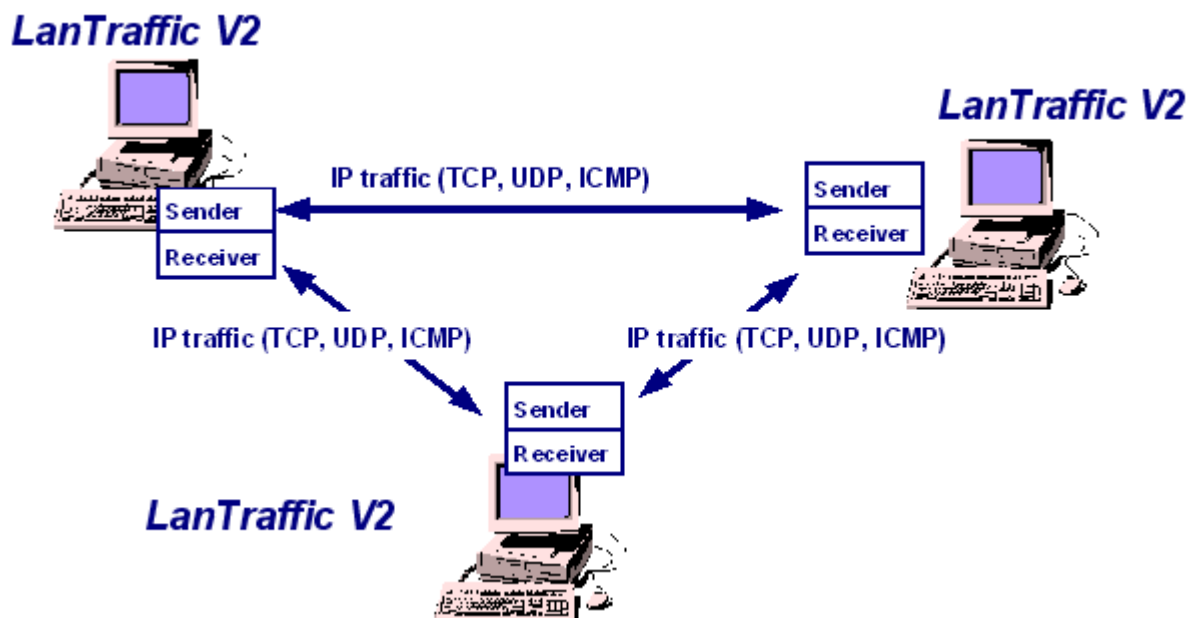 LanTraffic V2
LanTraffic V2
IP traffic (TCP, UDP, ICMP)
Sender
Receiver
Sender
Receiver
IP traffic (TCP, UDP, ICMP)
IP traffic (TCP, UDP, ICMP)
Sender
Receiver
LanTraffic V2